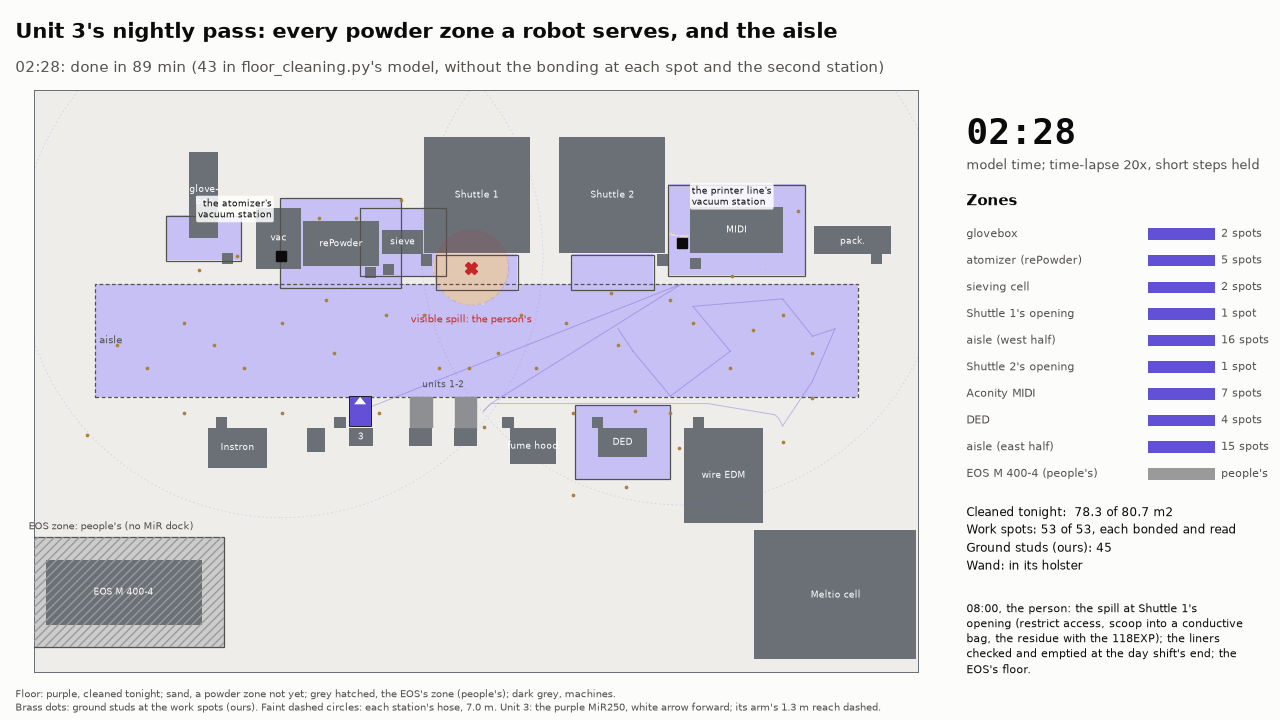 Unit 3's nightly pass: every powder zone a robot serves, and the aisle
02:28: done in 89 min (43 in floor_cleaning.py's model, without the bonding at each spot and the second station)
glove-
the atomizer's
vacuum station
vac
rePowder
sieve
Shuttle 1
Shuttle 2
the printer line's
vacuum station
MIDI
pack.
visible spill: the person's
aisle
units 1-2
3
Instron
fume hood
DED
wire EDM
EOS zone: people's (no MiR dock)
EOS M 400-4
Meltio cell
02:28
model time; time-lapse 20x, short steps held
Zones
glovebox 2 spots
atomizer (rePowder) 5 spots
sieving cell 2 spots
Shuttle 1's opening 1 spot
aisle (west half) 16 spots
Shuttle 2's opening 1 spot
Aconity MIDI 7 spots
DED 4 spots
aisle (east half) 15 spots
EOS M 400-4 (people's) people's
Cleaned tonight: 78.3 of 80.7 m2
Work spots: 53 of 53, each bonded and read
Ground studs (ours): 45
Wand: in its holster
08:00, the person: the spill at Shuttle 1's
opening (restrict access, scoop into a conductive
bag, the residue with the 118EXP); the liners
checked and emptied at the day shift's end; the
EOS's floor.
Floor: purple, cleaned tonight; sand, a powder zone not yet; grey hatched, the EOS's zone (people's); dark grey, machines.
Brass dots: ground studs at the work spots (ours). Faint dashed circles: each station's hose, 7.0 m. Unit 3: the purple MiR250, white arrow forward; its arm's 1.3 m reach dashed.